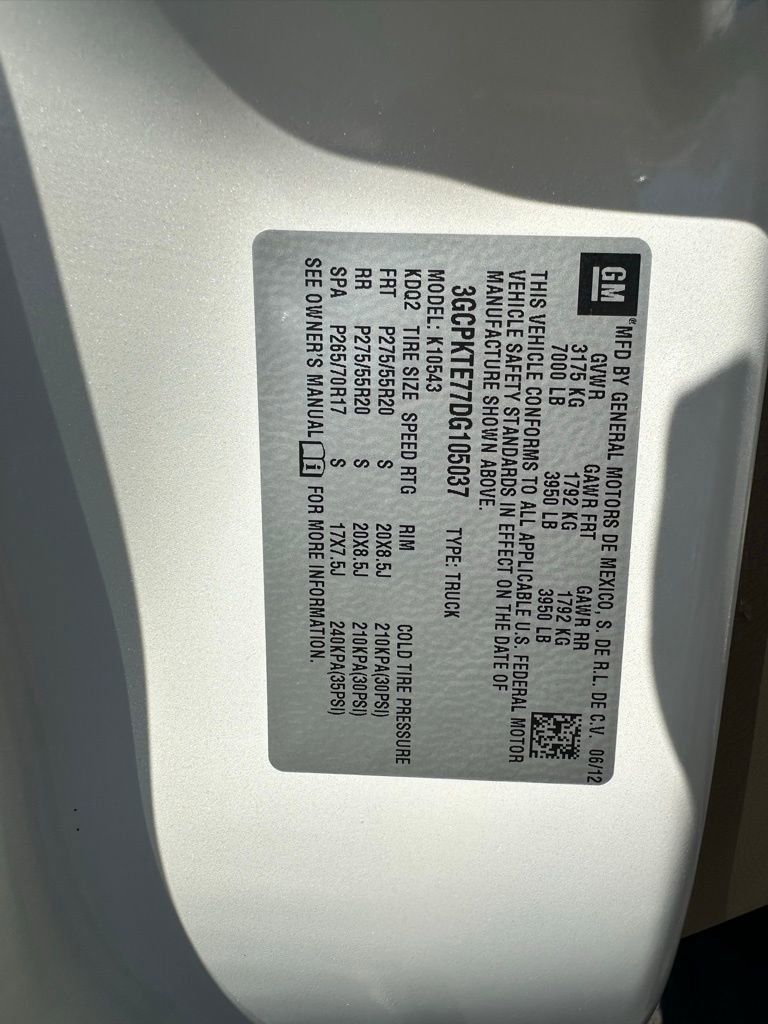 GM
® MFD BY GENERAL MOTORS DE MEXICO, S. DE R.L. DE C.V. 06/12
GVWR GAWR FRT GAWR RR
3175 KG 1792 KG 1792 KG
7000 LB 3950 LB 3950 LB
THIS VEHICLE CONFORMS TO ALL APPLICABLE U.S. FEDERAL MOTOR
VEHICLE SAFETY STANDARDS IN EFFECT ON THE DATE OF
MANUFACTURE SHOWN ABOVE.
3GCPKTE77DG105037 TYPE: TRUCK
MODEL: K10543
KDQ2 TIRE SIZE SPEED RTG RIM COLD TIRE PRESSURE
FRT P275/55R20 S 20X8.5J 210KPA(30PSI)
RR P275/55R20 S 20X8.5J 210KPA(30PSI)
SPA P265/70R17 S 17X7.5J 240KPA(35PSI)
SEE OWNER'S MANUAL i FOR MORE INFORMATION.